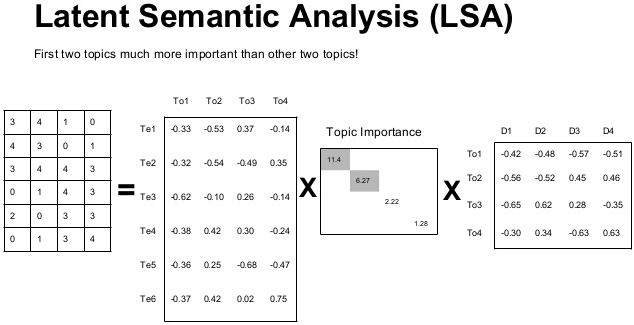 Latent Semantic Analysis (LSA)
First two topics much more important than other two topics!
3 4 1 0
4 3 0 1
3 4 4 3
0 1 4 3
2 0 3 3
0 1 3 4
=
To1 To2 To3 To4
Te1 -0.33 -0.53 0.37 -0.14
Te2 -0.32 -0.54 -0.49 0.35
Te3 -0.62 -0.10 0.26 -0.14
Te4 -0.38 0.42 0.30 -0.24
Te5 -0.36 0.25 -0.68 -0.47
Te6 -0.37 0.42 0.02 0.75
X
Topic Importance
11.4
6.27
2.22
1.28
X
D1 D2 D3 D4
To1 -0.42 -0.48 -0.57 -0.51
To2 -0.56 -0.52 0.45 0.46
To3 -0.65 0.62 0.28 -0.35
To4 -0.30 0.34 -0.63 0.63